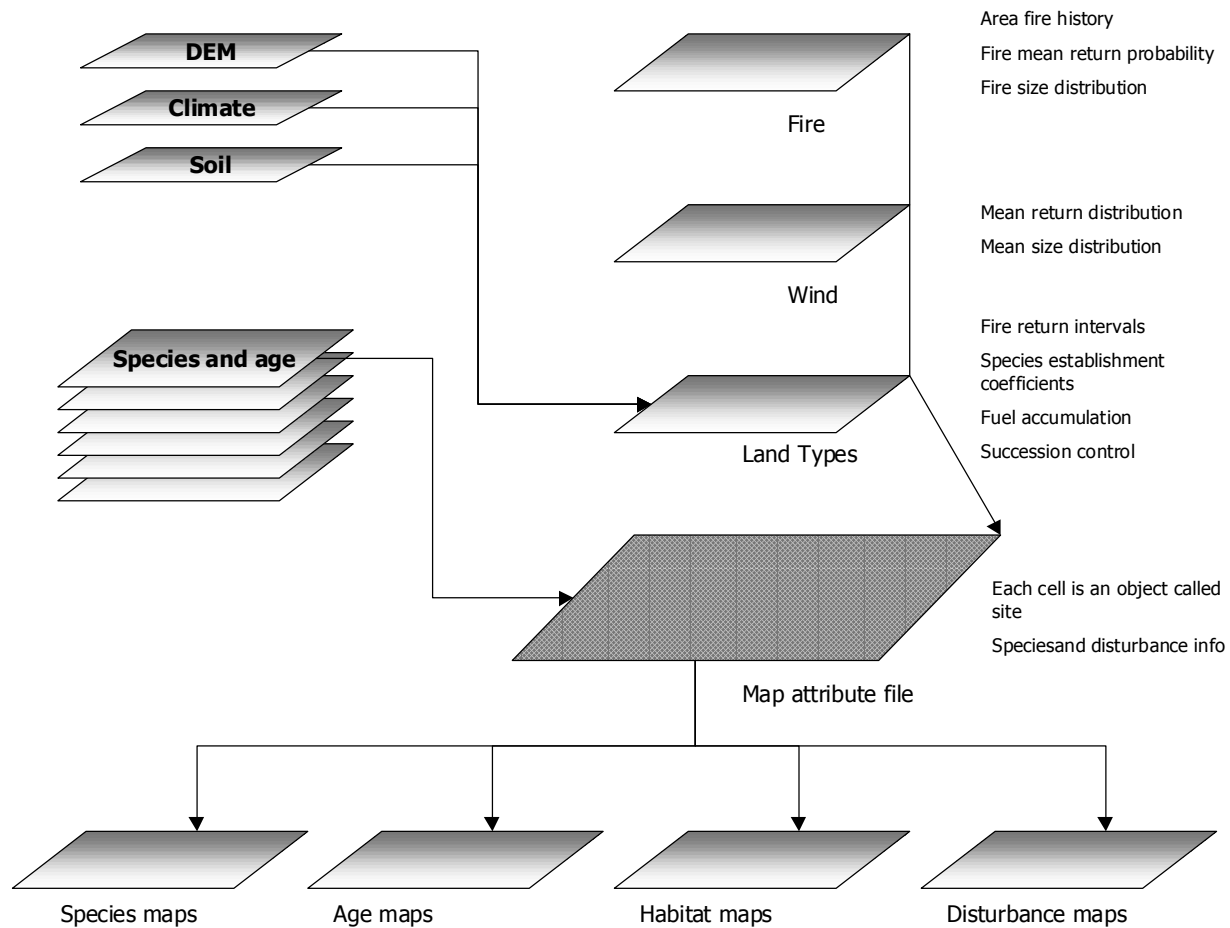 DEM
Climate
Soil
Species and age
Area fire history
Fire mean return probability
Fire size distribution
Fire
Mean return distribution
Mean size distribution
Wind
Fire return intervals
Species establishment
coefficients
Fuel accumulation
Succession control
Land Types
Each cell is an object called
site
Speciesand disturbance info
Map attribute file
Species maps
Age maps
Habitat maps
Disturbance maps